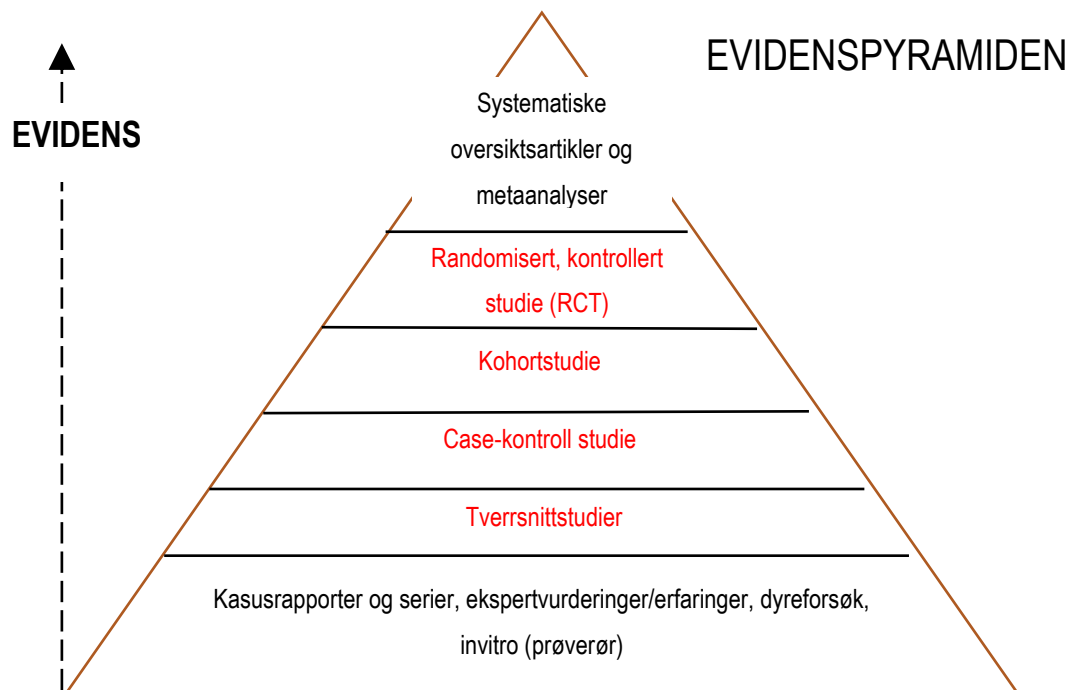 EVIDENSPYRAMIDEN
EVIDENS
Systematiske
oversiktsartikler og
metaanalyser
Randomisert, kontrollert
studie (RCT)
Kohortstudie
Case-kontroll studie
Tverrsnittstudier
Kasusrapporter og serier, ekspertvurderinger/erfaringer, dyreforsøk,
invitro (prøverør)